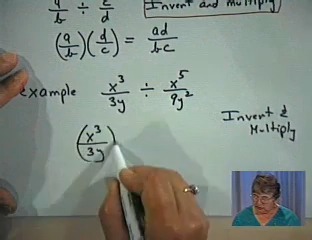 a/b ÷ c/d Invert and Multiply
(a/b)(d/c) = ad/bc
example x³/3y ÷ x⁵/9y²
Invert &
Multiply
(x³/3y)